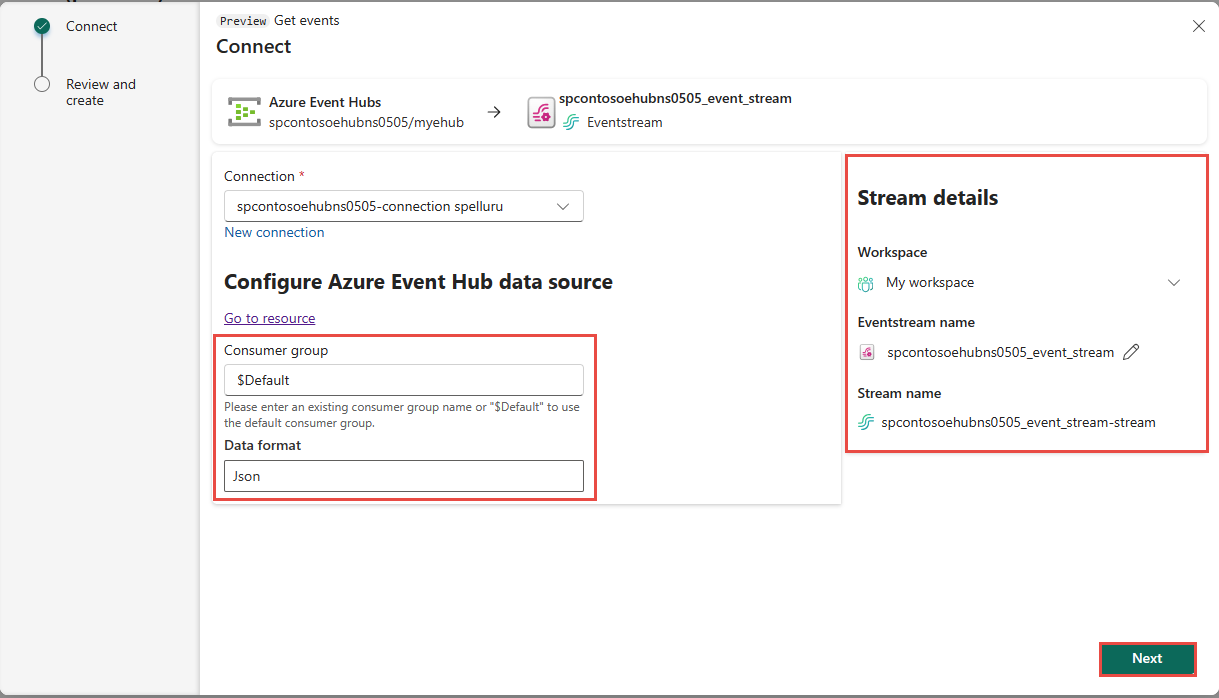 Connect
Review and
create
Preview Get events
Connect
Azure Event Hubs
spcontosoehubns0505/myehub
spcontosoehubns0505_event_stream
Eventstream
Connection *
spcontosoehubns0505-connection spelluru
New connection
Configure Azure Event Hub data source
Go to resource
Consumer group
$Default
Please enter an existing consumer group name or "$Default" to use
the default consumer group.
Data format
Json
Stream details
Workspace
My workspace
Eventstream name
spcontosoehubns0505_event_stream
Stream name
spcontosoehubns0505_event_stream-stream
Next